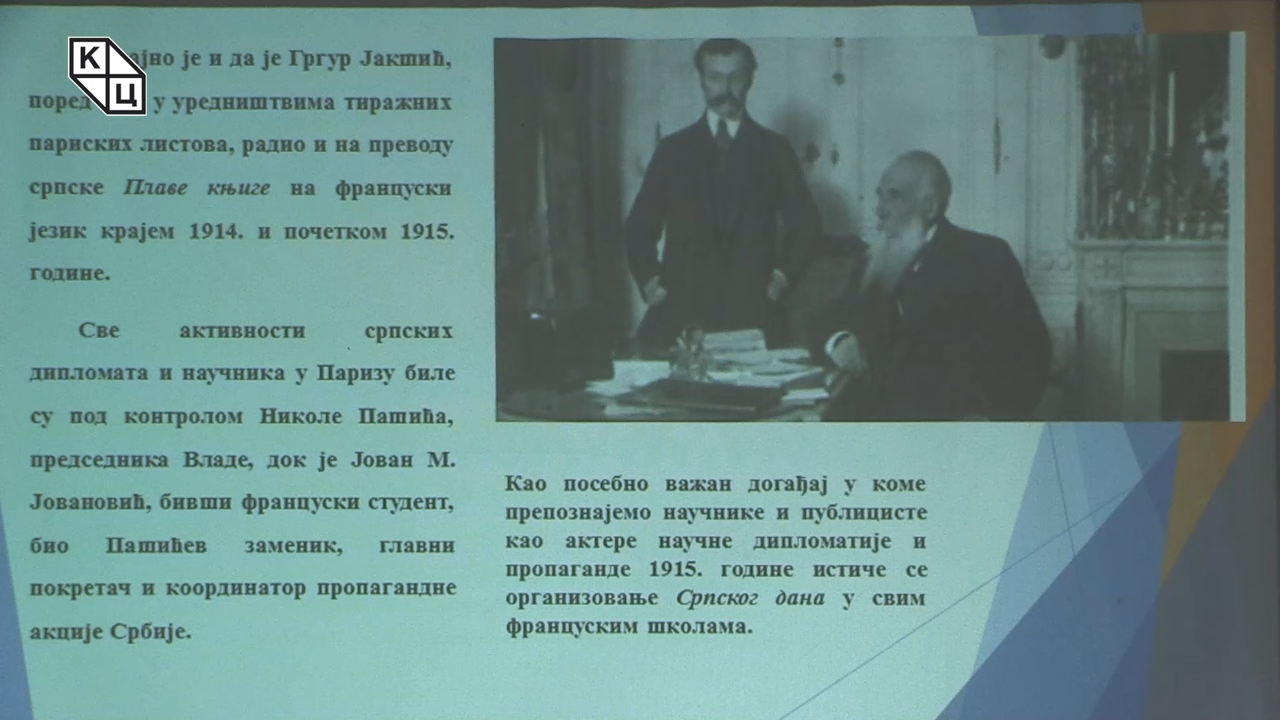 К
Ц
је и да је Гргур Јакшић,
поред у уредништвима тиражних
париских листова, радио и на преводу
српске Плаве књиге на француски
језик крајем 1914. и почетком 1915.
године.
Све активности српских
дипломата и научника у Паризу биле
су под контролом Николе Пашића,
председника Владе, док је Јован М.
Јовановић, бивши француски студент,
био Пашићев заменик, главни
покретач и координатор пропагандне
акције Србије.
Као посебно важан догађај у коме
препознајемо научнике и публицисте
као актере научне дипломатије и
пропаганде 1915. године истиче се
организовање Српског дана у свим
француским школама.